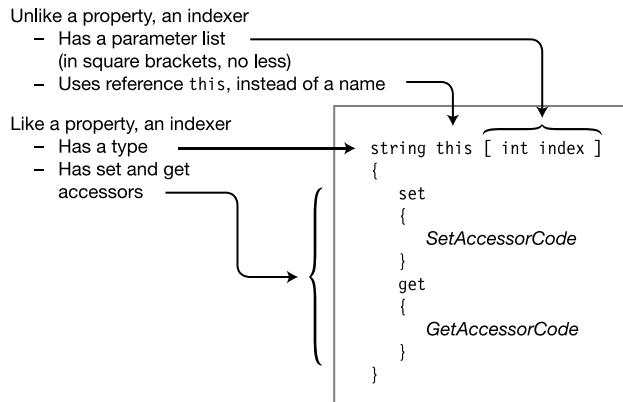 Unlike a property, an indexer
– Has a parameter list
(in square brackets, no less)
– Uses reference this, instead of a name
Like a property, an indexer
– Has a type
– Has set and get
accessors
string this [ int index ]
{
set
{
SetAccessorCode
}
get
{
GetAccessorCode
}
}